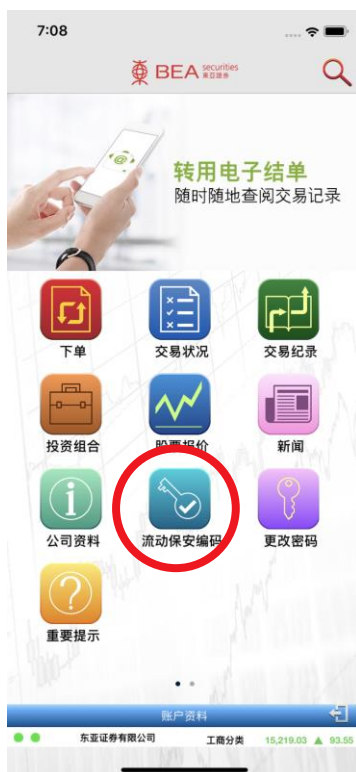 7:08
BEA securities
東亞證券
@
转用电子结单
随时随地查阅交易记录
下单
交易状况
交易纪录
投资组合
股票报价
新闻
公司资料
流动保安编码
更改密码
重要提示
账户资料
东亚证券有限公司
工商分类
15,219.03 ▲ 93.55